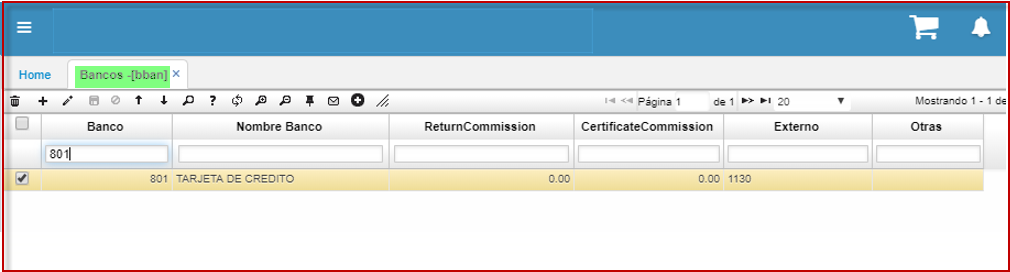 Home Bancos -[bban] ×
Página 1 de 1 20 Mostrando 1 - 1 de
Banco Nombre Banco ReturnCommission CertificateCommission Externo Otras
801
801 TARJETA DE CREDITO 0.00 0.00 1130